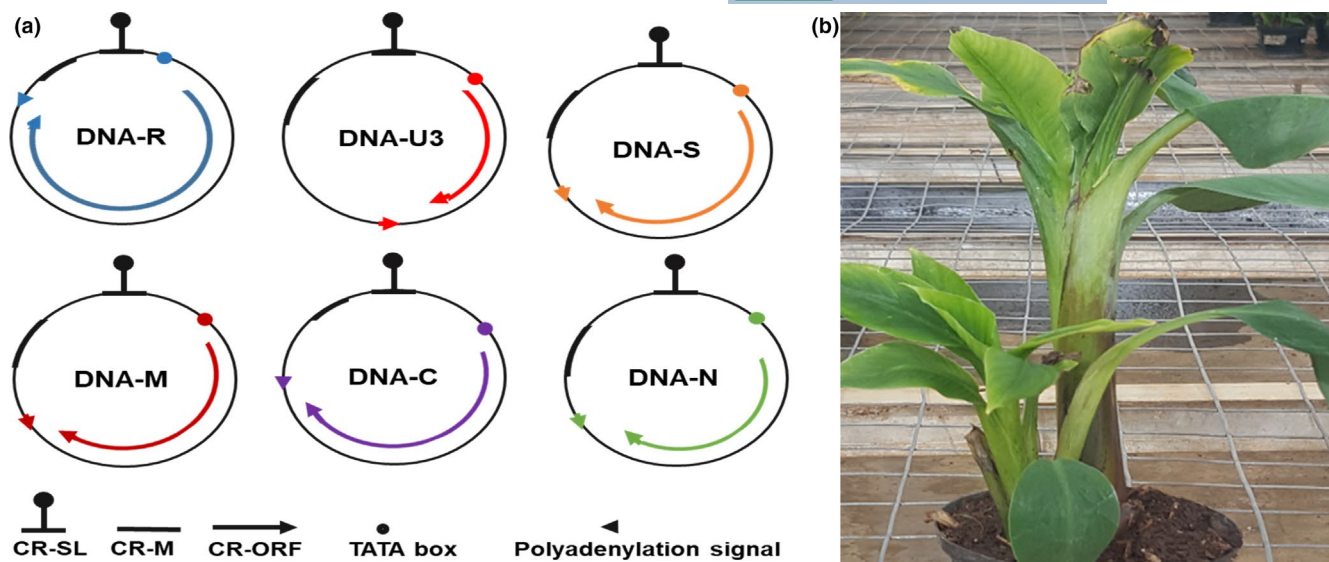 (a)
(b)
DNA-R
DNA-U3
DNA-S
DNA-M
DNA-C
DNA-N
CR-SL
CR-M
CR-ORF
TATA box
Polyadenylation signal